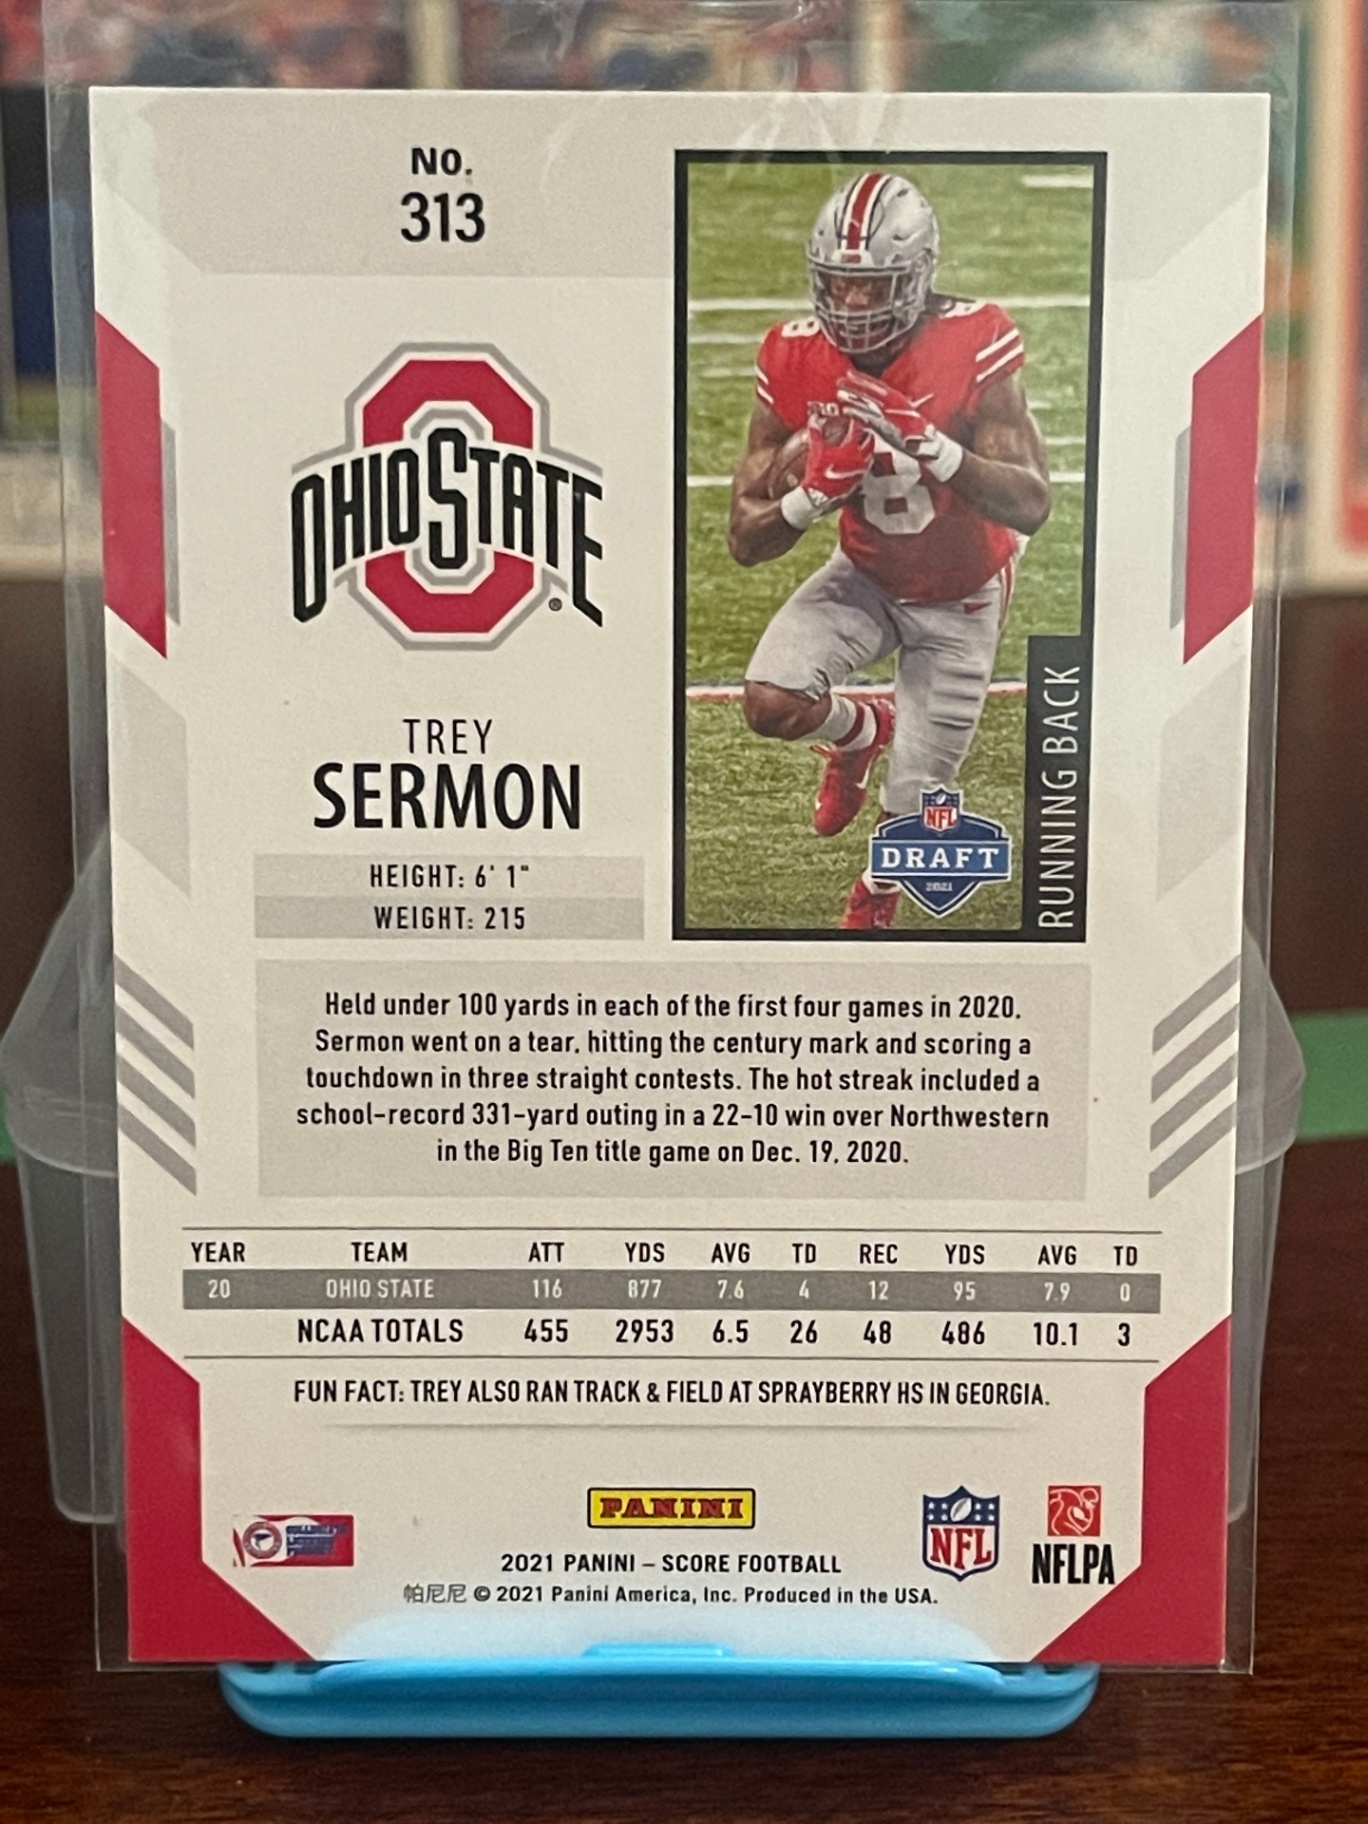 NO.
313
OHIO STATE
®
TREY
SERMON
HEIGHT: 6' 1"
WEIGHT: 215
8
8
NFL
DRAFT
2021
RUNNING BACK
Held under 100 yards in each of the first four games in 2020,
Sermon went on a tear, hitting the century mark and scoring a
touchdown in three straight contests. The hot streak included a
school-record 331-yard outing in a 22-10 win over Northwestern
in the Big Ten title game on Dec. 19, 2020.
YEAR TEAM ATT YDS AVG TD REC YDS AVG TD
20 OHIO STATE 116 877 7.6 4 12 95 7.9 0
NCAA TOTALS 455 2953 6.5 26 48 486 10.1 3
FUN FACT: TREY ALSO RAN TRACK & FIELD AT SPRAYBERRY HS IN GEORGIA.
PANINI
NFL
NFLPA
2021 PANINI – SCORE FOOTBALL
帕尼尼 © 2021 Panini America, Inc. Produced in the USA.